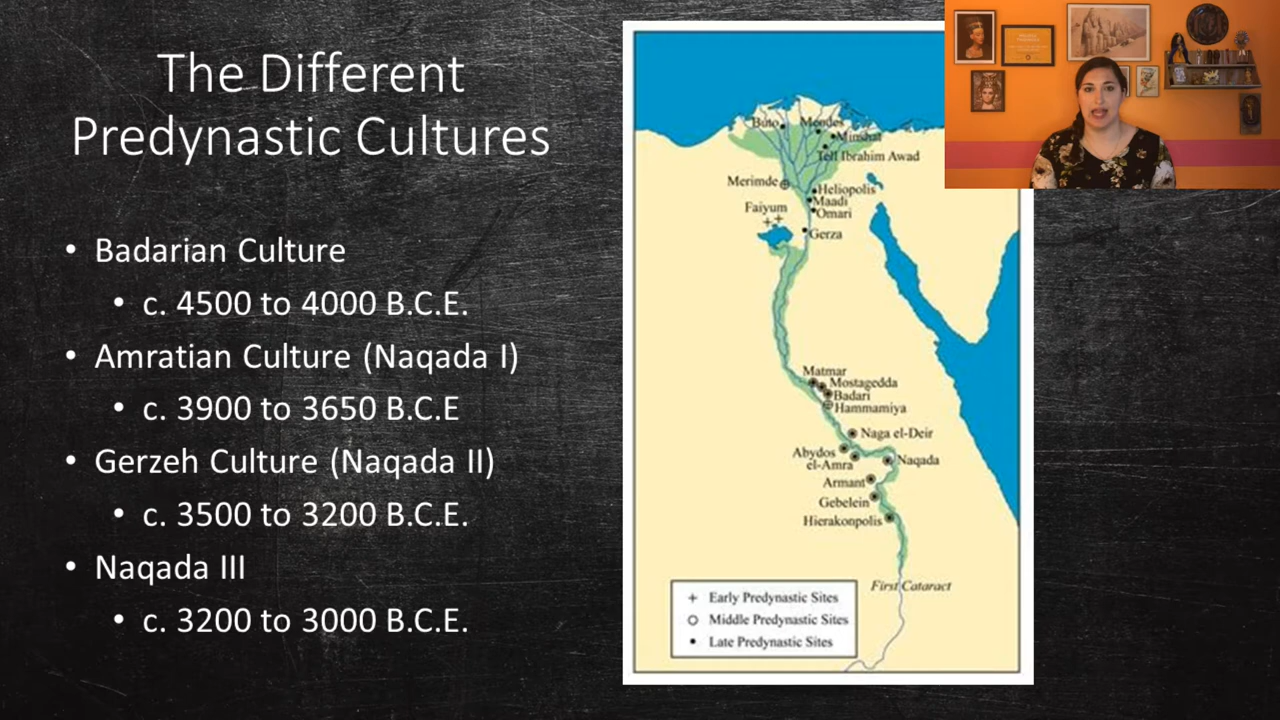 The Different
Predynastic Cultures
• Badarian Culture
• c. 4500 to 4000 B.C.E.
• Amratian Culture (Naqada I)
• c. 3900 to 3650 B.C.E
• Gerzeh Culture (Naqada II)
• c. 3500 to 3200 B.C.E.
• Naqada III
• c. 3200 to 3000 B.C.E.
Buto
Mendes
Minshat
Tell Ibrahim Awad
Merimde
Heliopolis
Maadi
Faiyum
Omari
Gerza
Matmar
Mostagedda
Badari
Hammamiya
Naga el-Deir
Abydos
el-Amra
Naqada
Armant
Gebelein
Hierakonpolis
First Cataract
+ Early Predynastic Sites
○ Middle Predynastic Sites
• Late Predynastic Sites